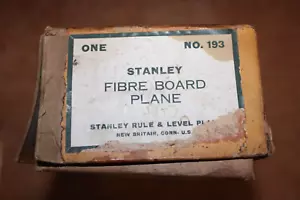 ONE NO. 193
STANLEY
FIBRE BOARD
PLANE
STANLEY RULE & LEVEL
NEW BRITAIN, CONN. U.S.